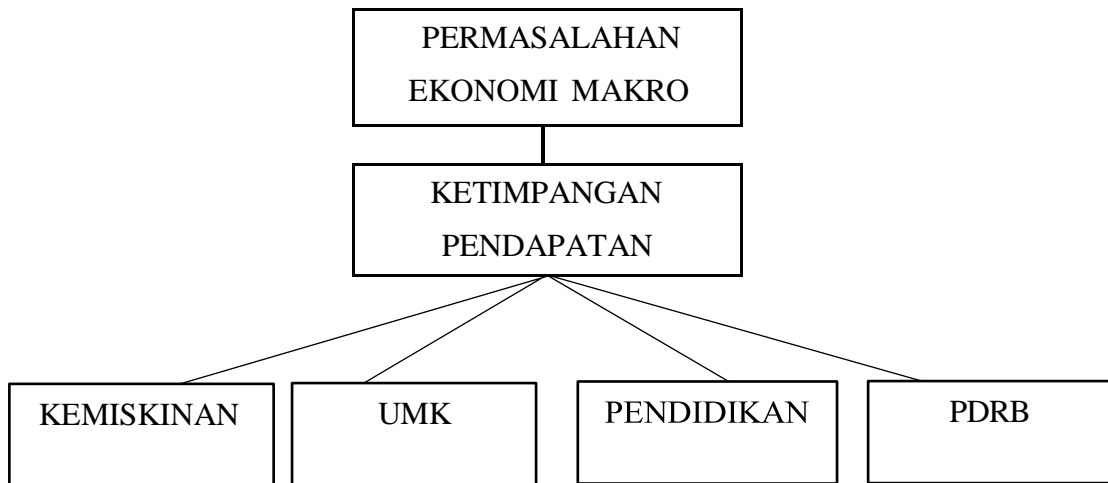 PERMASALAHAN
EKONOMI MAKRO
KETIMPANGAN
PENDAPATAN
KEMISKINAN
UMK
PENDIDIKAN
PDRB